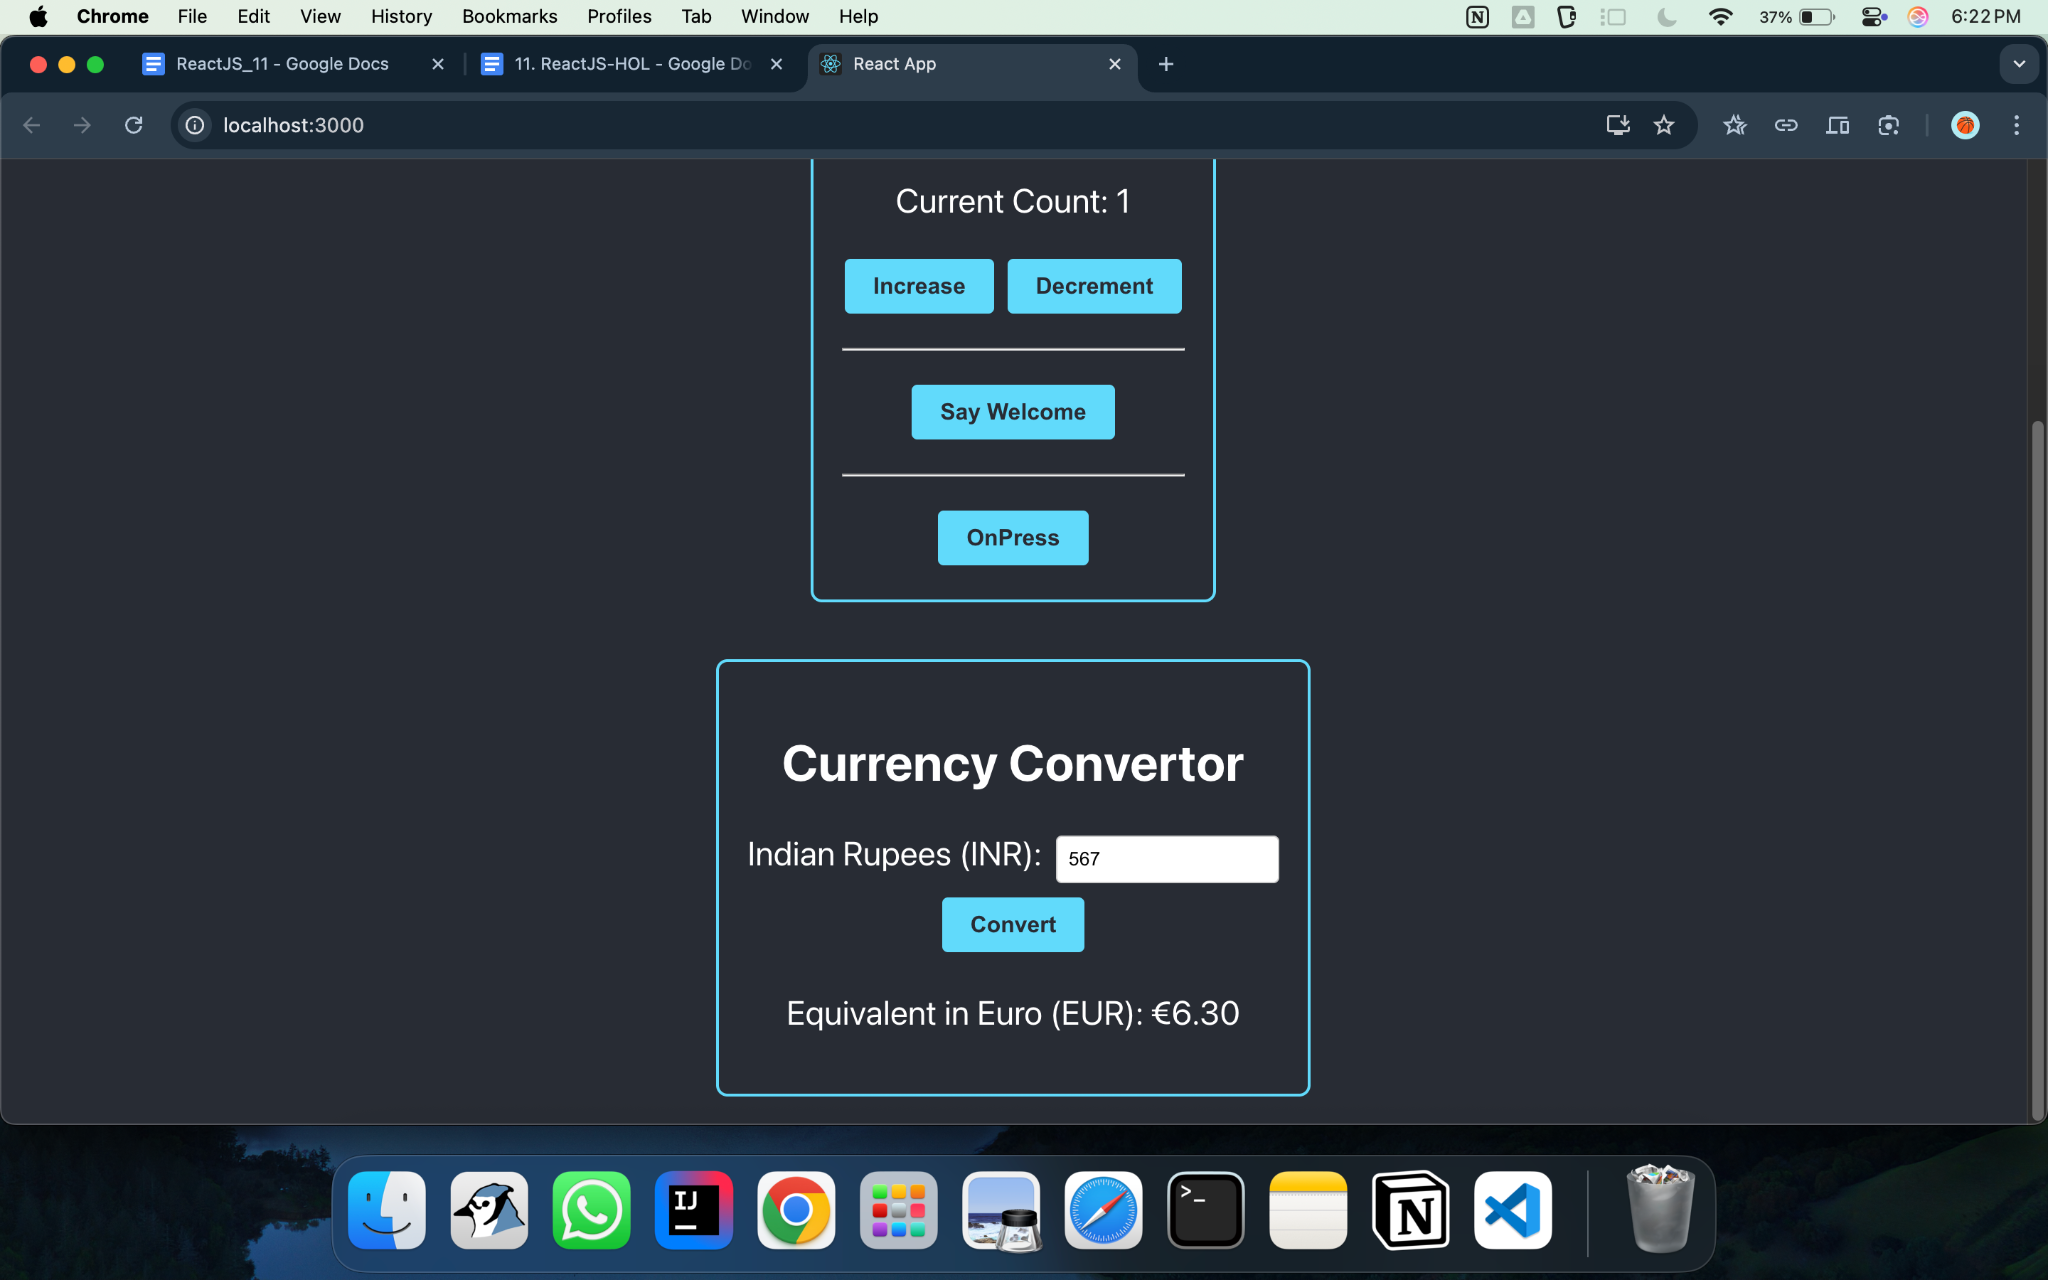 Chrome File Edit View History Bookmarks Profiles Tab Window Help 37% 6:22 PM
ReactJS_11 - Google Docs 11. ReactJS-HOL - Google Do React App
localhost:3000
Current Count: 1
Increase Decrement
Say Welcome
OnPress
Currency Convertor
Indian Rupees (INR): 567
Convert
Equivalent in Euro (EUR): €6.30
IJ >_ N